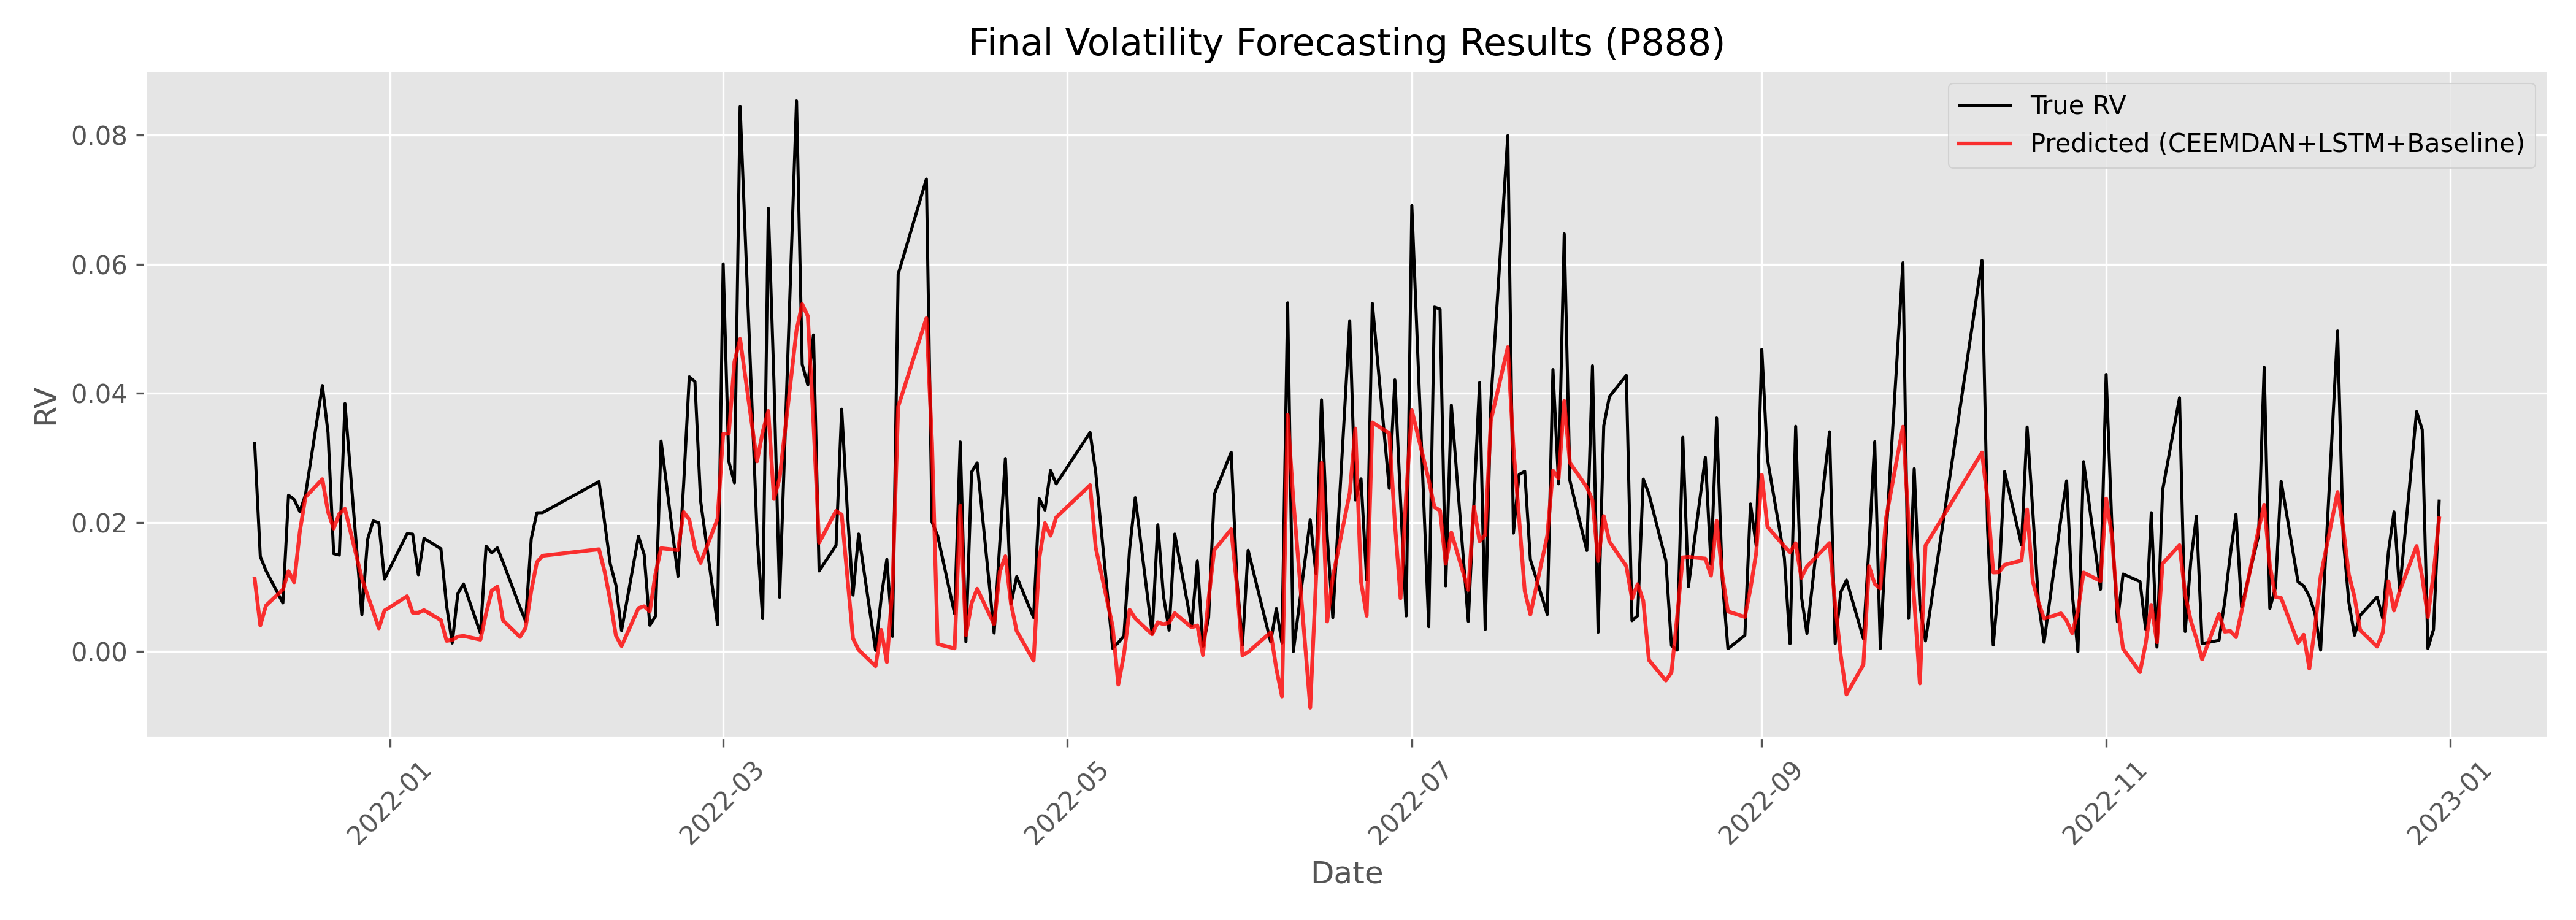 Final Volatility Forecasting Results (P888)
True RV
Predicted (CEEMDAN+LSTM+Baseline)
RV
0.08
0.06
0.04
0.02
0.00
2022-01
2022-03
2022-05
2022-07
2022-09
2022-11
2023-01
Date